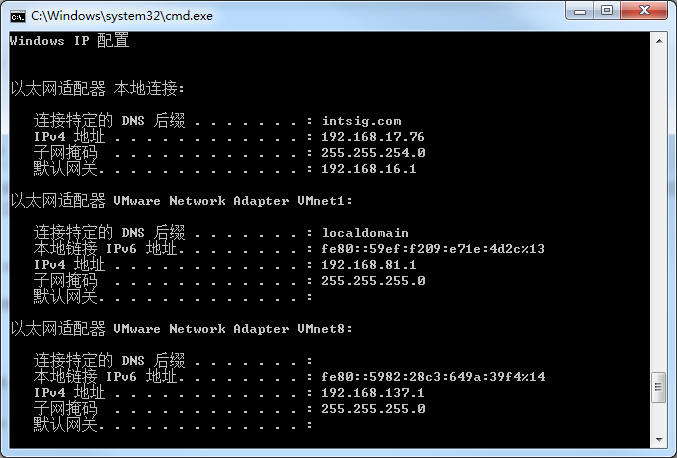 C:\Windows\system32\cmd.exe
Windows IP 配置
以太网适配器 本地连接:
连接特定的 DNS 后缀 . . . . . . . : intsig.com
IPv4 地址 . . . . . . . . . . . . : 192.168.17.76
子网掩码  . . . . . . . . . . . . : 255.255.254.0
默认网关. . . . . . . . . . . . . : 192.168.16.1
以太网适配器 VMware Network Adapter VMnet1:
连接特定的 DNS 后缀 . . . . . . . : localdomain
本地链接 IPv6 地址. . . . . . . . : fe80::59ef:f209:e71e:4d2c%13
IPv4 地址 . . . . . . . . . . . . : 192.168.81.1
子网掩码  . . . . . . . . . . . . : 255.255.255.0
默认网关. . . . . . . . . . . . . :
以太网适配器 VMware Network Adapter VMnet8:
连接特定的 DNS 后缀 . . . . . . . :
本地链接 IPv6 地址. . . . . . . . : fe80::5982:28c3:649a:39f4%14
IPv4 地址 . . . . . . . . . . . . : 192.168.137.1
子网掩码  . . . . . . . . . . . . : 255.255.255.0
默认网关. . . . . . . . . . . . . :